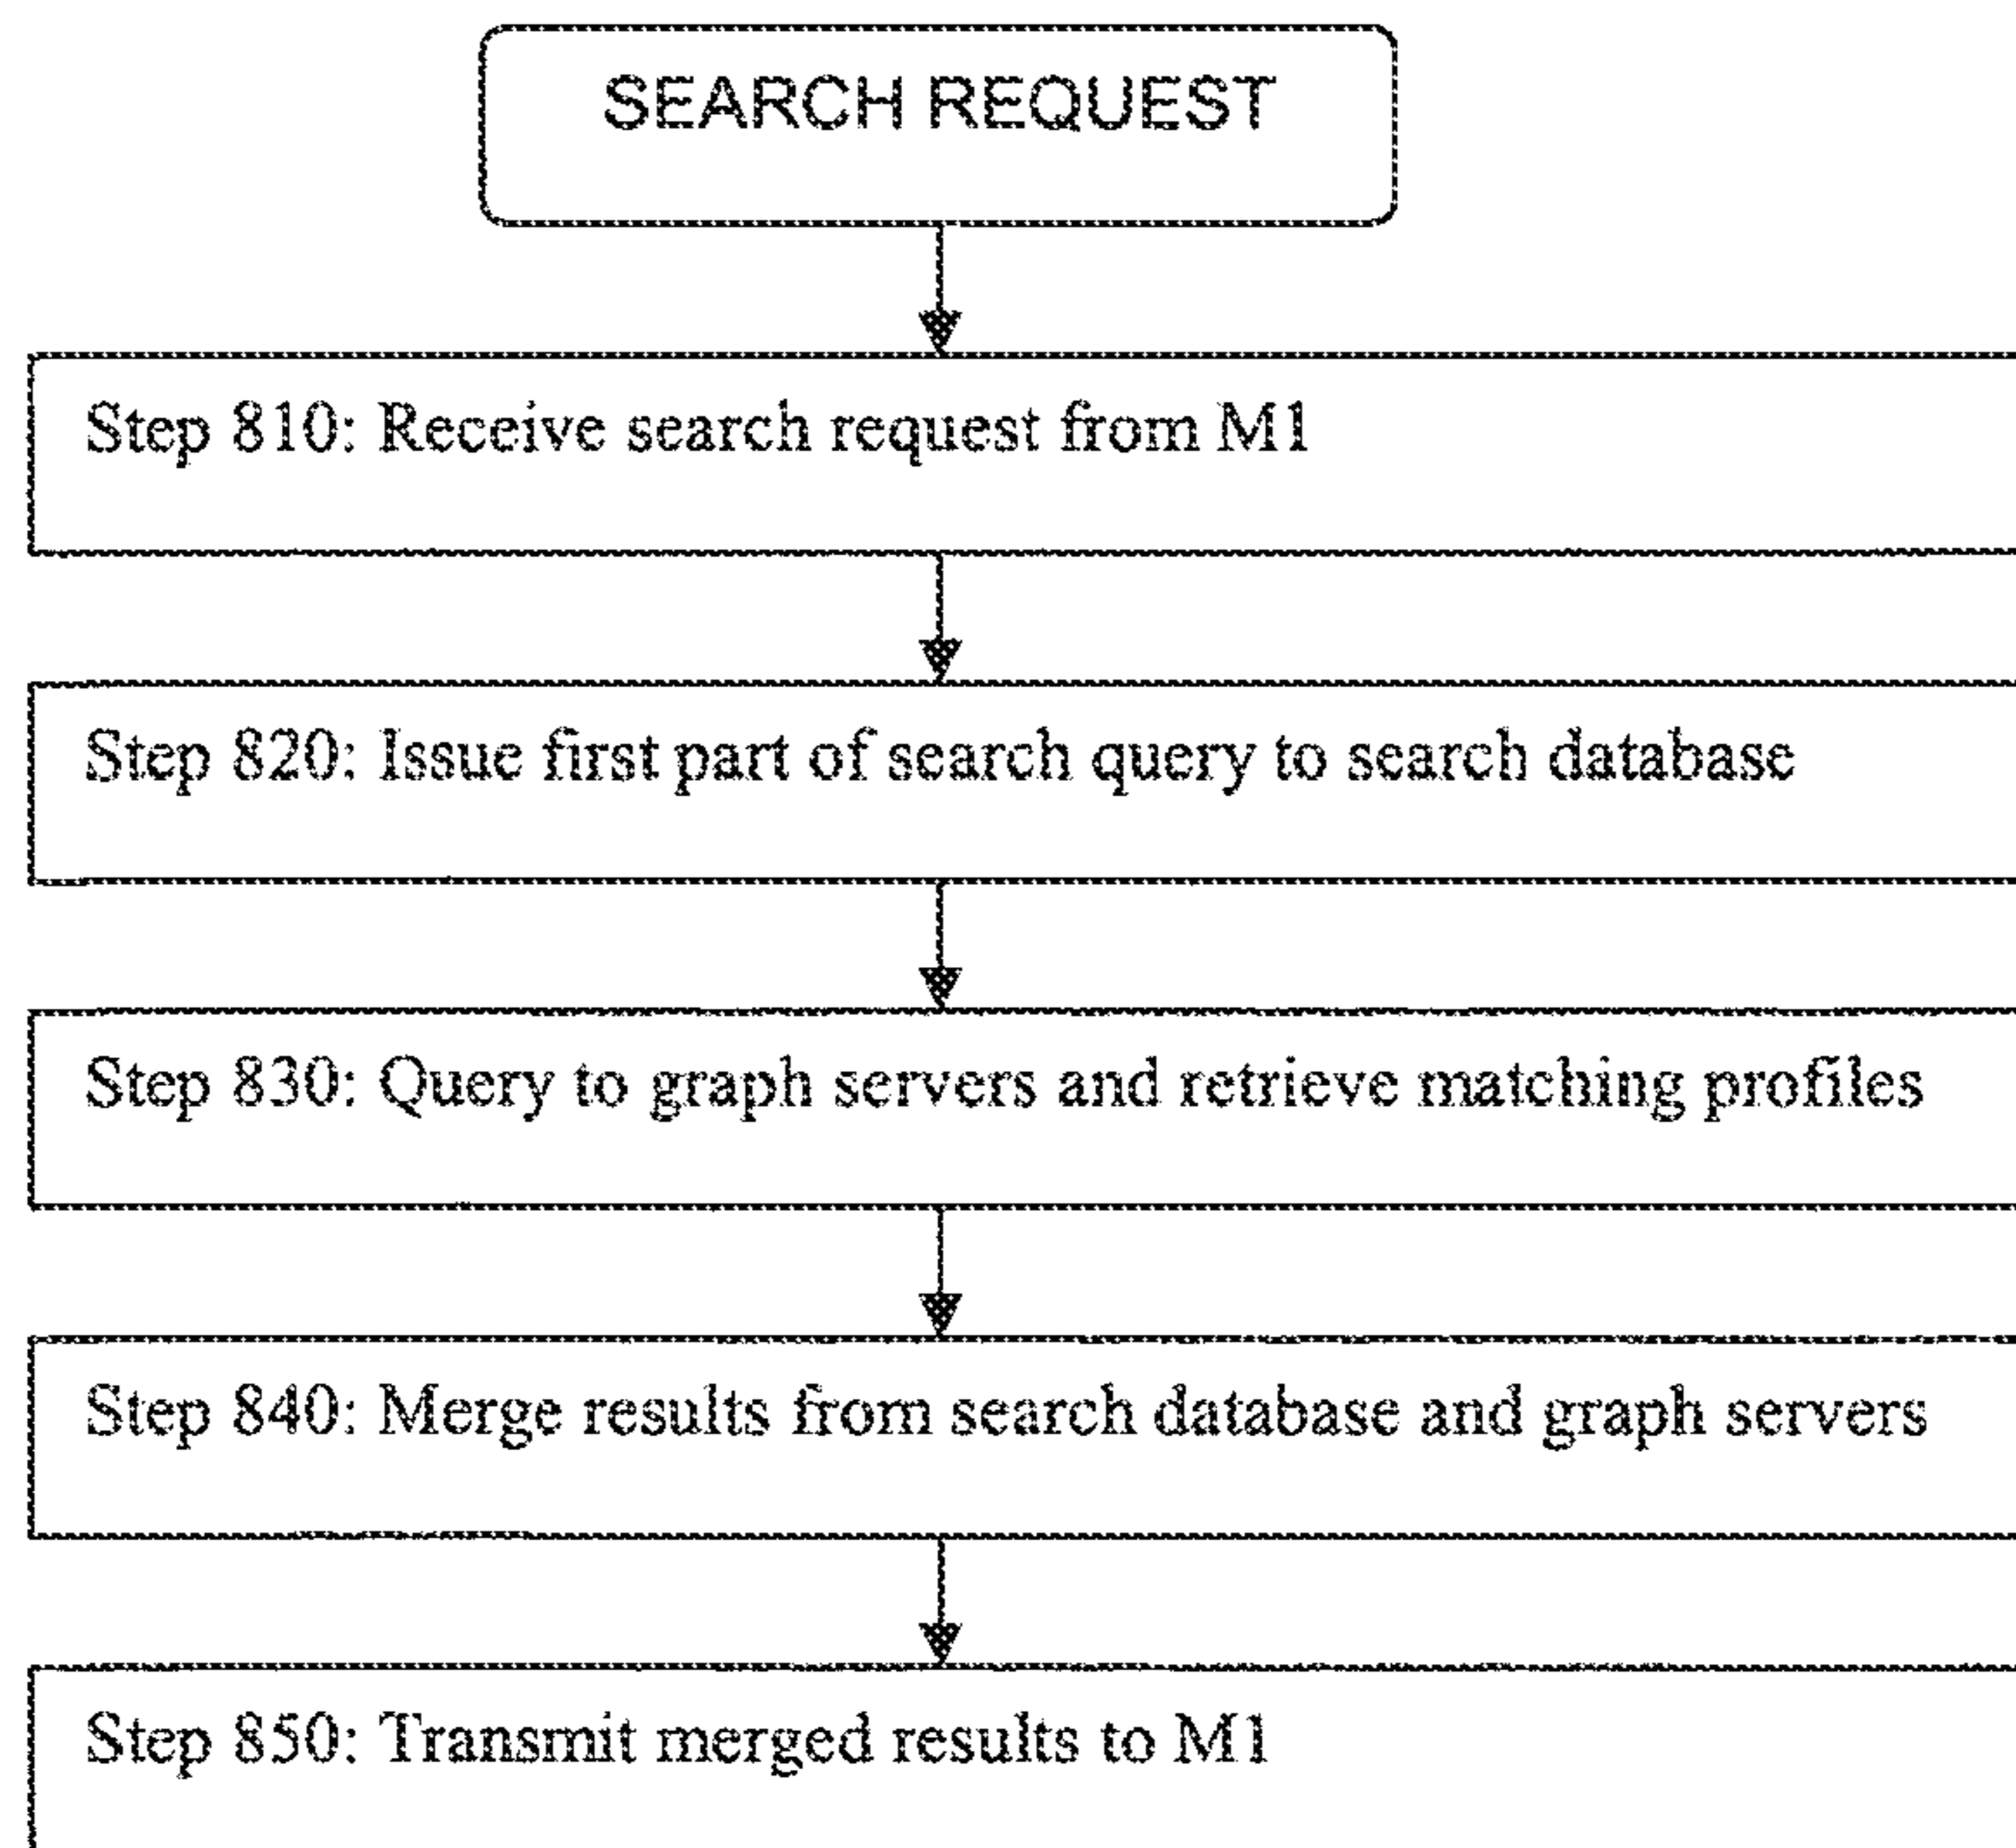 SEARCH REQUEST
Step 810: Receive search request from M1
Step 820: Issue first part of search query to search database
Step 830: Query to graph servers and retrieve matching profiles
Step 840: Merge results from search database and graph servers
Step 850: Transmit merged results to M1